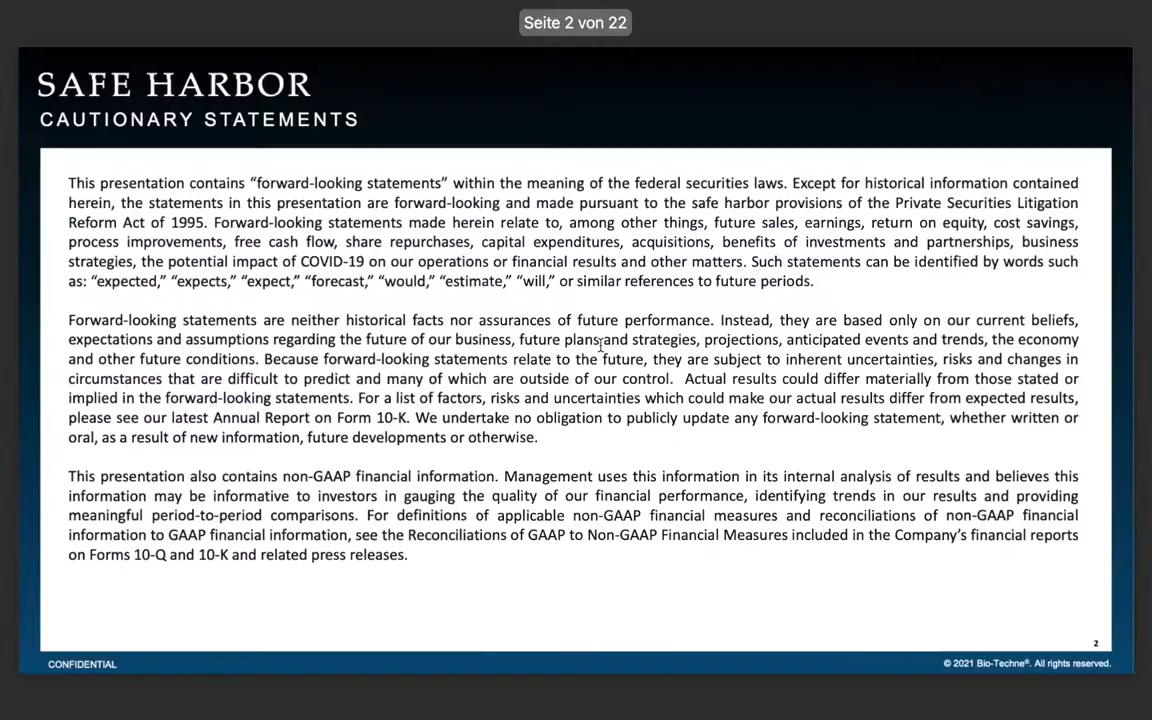 Seite 2 von 22
SAFE HARBOR
CAUTIONARY STATEMENTS
This presentation contains “forward-looking statements” within the meaning of the federal securities laws. Except for historical information contained
herein, the statements in this presentation are forward-looking and made pursuant to the safe harbor provisions of the Private Securities Litigation
Reform Act of 1995. Forward-looking statements made herein relate to, among other things, future sales, earnings, return on equity, cost savings,
process improvements, free cash flow, share repurchases, capital expenditures, acquisitions, benefits of investments and partnerships, business
strategies, the potential impact of COVID-19 on our operations or financial results and other matters. Such statements can be identified by words such
as: “expected,” “expects,” “expect,” “forecast,” “would,” “estimate,” “will,” or similar references to future periods.
Forward-looking statements are neither historical facts nor assurances of future performance. Instead, they are based only on our current beliefs,
expectations and assumptions regarding the future of our business, future plans and strategies, projections, anticipated events and trends, the economy
and other future conditions. Because forward-looking statements relate to the future, they are subject to inherent uncertainties, risks and changes in
circumstances that are difficult to predict and many of which are outside of our control.  Actual results could differ materially from those stated or
implied in the forward-looking statements. For a list of factors, risks and uncertainties which could make our actual results differ from expected results,
please see our latest Annual Report on Form 10-K. We undertake no obligation to publicly update any forward-looking statement, whether written or
oral, as a result of new information, future developments or otherwise.
This presentation also contains non-GAAP financial information. Management uses this information in its internal analysis of results and believes this
information may be informative to investors in gauging the quality of our financial performance, identifying trends in our results and providing
meaningful period-to-period comparisons. For definitions of applicable non-GAAP financial measures and reconciliations of non-GAAP financial
information to GAAP financial information, see the Reconciliations of GAAP to Non-GAAP Financial Measures included in the Company’s financial reports
on Forms 10-Q and 10-K and related press releases.
2
CONFIDENTIAL
© 2021 Bio-Techne®. All rights reserved.